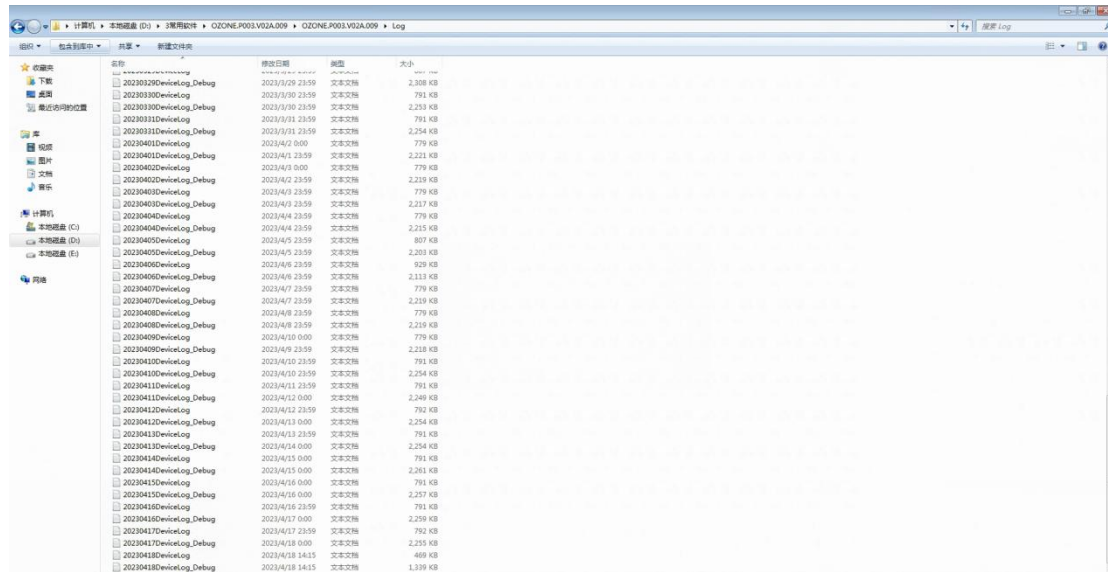 计算机 ▸ 本地磁盘 (D:) ▸ 3常用软件 ▸ OZONE.P003.V02A.009 ▸ OZONE.P003.V02A.009 ▸ Log
搜索 Log
组织 包含到库中 共享 新建文件夹
收藏夹
下载
桌面
最近访问的位置
库
视频
图片
文档
音乐
计算机
本地磁盘 (C:)
本地磁盘 (D:)
本地磁盘 (E:)
网络
名称 修改日期 类型 大小
20230329DeviceLog_Debug 2023/3/29 23:59 文本文档 2,308 KB
20230330DeviceLog 2023/3/30 23:59 文本文档 791 KB
20230330DeviceLog_Debug 2023/3/30 23:59 文本文档 2,253 KB
20230331DeviceLog 2023/3/31 23:59 文本文档 791 KB
20230331DeviceLog_Debug 2023/3/31 23:59 文本文档 2,254 KB
20230401DeviceLog 2023/4/2 0:00 文本文档 779 KB
20230401DeviceLog_Debug 2023/4/1 23:59 文本文档 2,221 KB
20230402DeviceLog 2023/4/3 0:00 文本文档 779 KB
20230402DeviceLog_Debug 2023/4/2 23:59 文本文档 2,219 KB
20230403DeviceLog 2023/4/3 23:59 文本文档 779 KB
20230403DeviceLog_Debug 2023/4/3 23:59 文本文档 2,217 KB
20230404DeviceLog 2023/4/4 23:59 文本文档 779 KB
20230404DeviceLog_Debug 2023/4/4 23:59 文本文档 2,215 KB
20230405DeviceLog 2023/4/5 23:59 文本文档 807 KB
20230405DeviceLog_Debug 2023/4/5 23:59 文本文档 2,203 KB
20230406DeviceLog 2023/4/6 23:59 文本文档 929 KB
20230406DeviceLog_Debug 2023/4/6 23:59 文本文档 2,113 KB
20230407DeviceLog 2023/4/7 23:59 文本文档 779 KB
20230407DeviceLog_Debug 2023/4/7 23:59 文本文档 2,219 KB
20230408DeviceLog 2023/4/8 23:59 文本文档 779 KB
20230408DeviceLog_Debug 2023/4/8 23:59 文本文档 2,219 KB
20230409DeviceLog 2023/4/10 0:00 文本文档 779 KB
20230409DeviceLog_Debug 2023/4/9 23:59 文本文档 2,218 KB
20230410DeviceLog 2023/4/10 23:59 文本文档 791 KB
20230410DeviceLog_Debug 2023/4/10 23:59 文本文档 2,254 KB
20230411DeviceLog 2023/4/11 23:59 文本文档 791 KB
20230411DeviceLog_Debug 2023/4/12 0:00 文本文档 2,249 KB
20230412DeviceLog 2023/4/12 23:59 文本文档 792 KB
20230412DeviceLog_Debug 2023/4/13 0:00 文本文档 2,254 KB
20230413DeviceLog 2023/4/13 23:59 文本文档 791 KB
20230413DeviceLog_Debug 2023/4/14 0:00 文本文档 2,254 KB
20230414DeviceLog 2023/4/15 0:00 文本文档 791 KB
20230414DeviceLog_Debug 2023/4/15 0:00 文本文档 2,261 KB
20230415DeviceLog 2023/4/16 0:00 文本文档 791 KB
20230415DeviceLog_Debug 2023/4/16 0:00 文本文档 2,257 KB
20230416DeviceLog 2023/4/16 23:59 文本文档 791 KB
20230416DeviceLog_Debug 2023/4/17 0:00 文本文档 2,259 KB
20230417DeviceLog 2023/4/17 23:59 文本文档 792 KB
20230417DeviceLog_Debug 2023/4/18 0:00 文本文档 2,255 KB
20230418DeviceLog 2023/4/18 14:15 文本文档 469 KB
20230418DeviceLog_Debug 2023/4/18 14:15 文本文档 1,339 KB